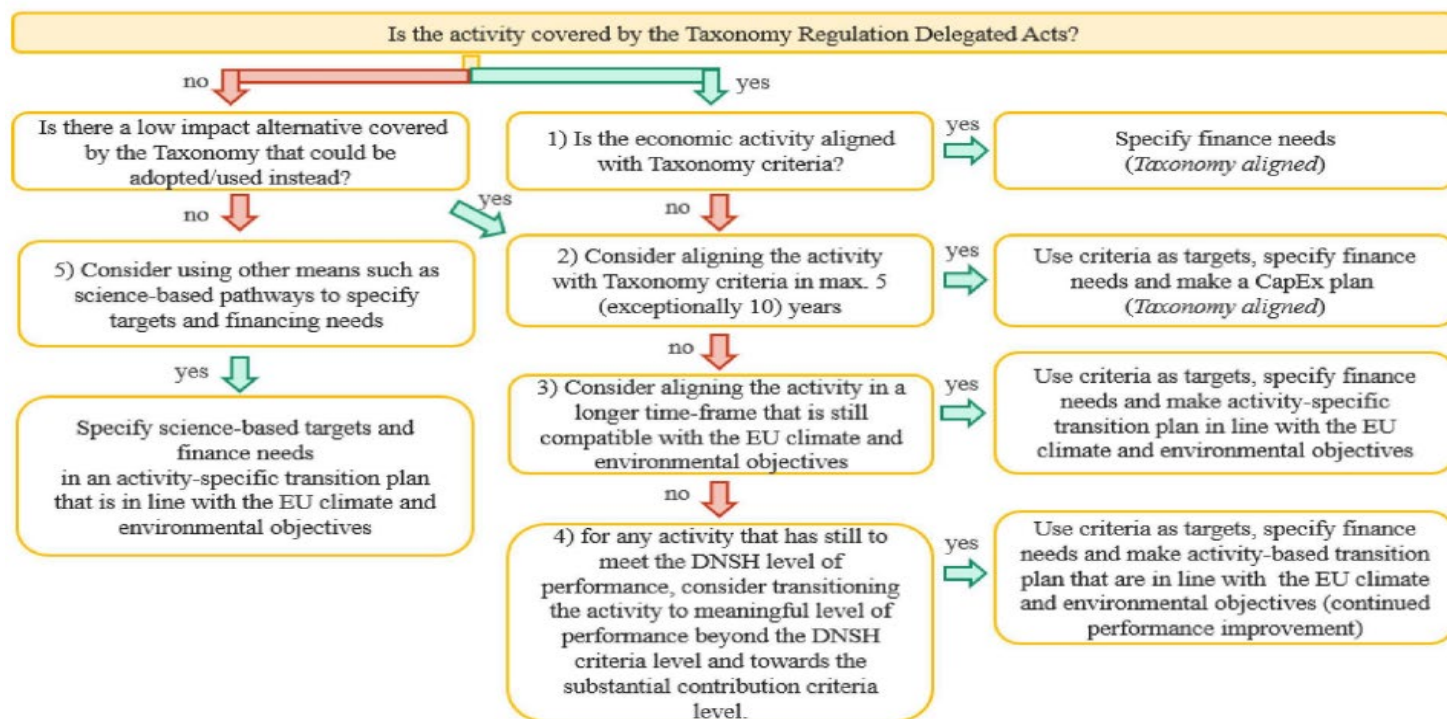 Is the activity covered by the Taxonomy Regulation Delegated Acts?
no
yes
Is there a low impact alternative covered
by the Taxonomy that could be
adopted/used instead?
1) Is the economic activity aligned
with Taxonomy criteria?
yes
Specify finance needs
(Taxonomy aligned)
no
yes
no
5) Consider using other means such as
science-based pathways to specify
targets and financing needs
2) Consider aligning the activity
with Taxonomy criteria in max. 5
(exceptionally 10) years
yes
Use criteria as targets, specify finance
needs and make a CapEx plan
(Taxonomy aligned)
yes
no
Specify science-based targets and
finance needs
in an activity-specific transition plan
that is in line with the EU climate and
environmental objectives
3) Consider aligning the activity in a
longer time-frame that is still
compatible with the EU climate and
environmental objectives
yes
Use criteria as targets, specify finance
needs and make activity-specific
transition plan in line with the EU
climate and environmental objectives
no
4) for any activity that has still to
meet the DNSH level of
performance, consider transitioning
the activity to meaningful level of
performance beyond the DNSH
criteria level and towards the
substantial contribution criteria
level.
yes
Use criteria as targets, specify finance
needs and make activity-based transition
plan that are in line with the EU climate
and environmental objectives (continued
performance improvement)